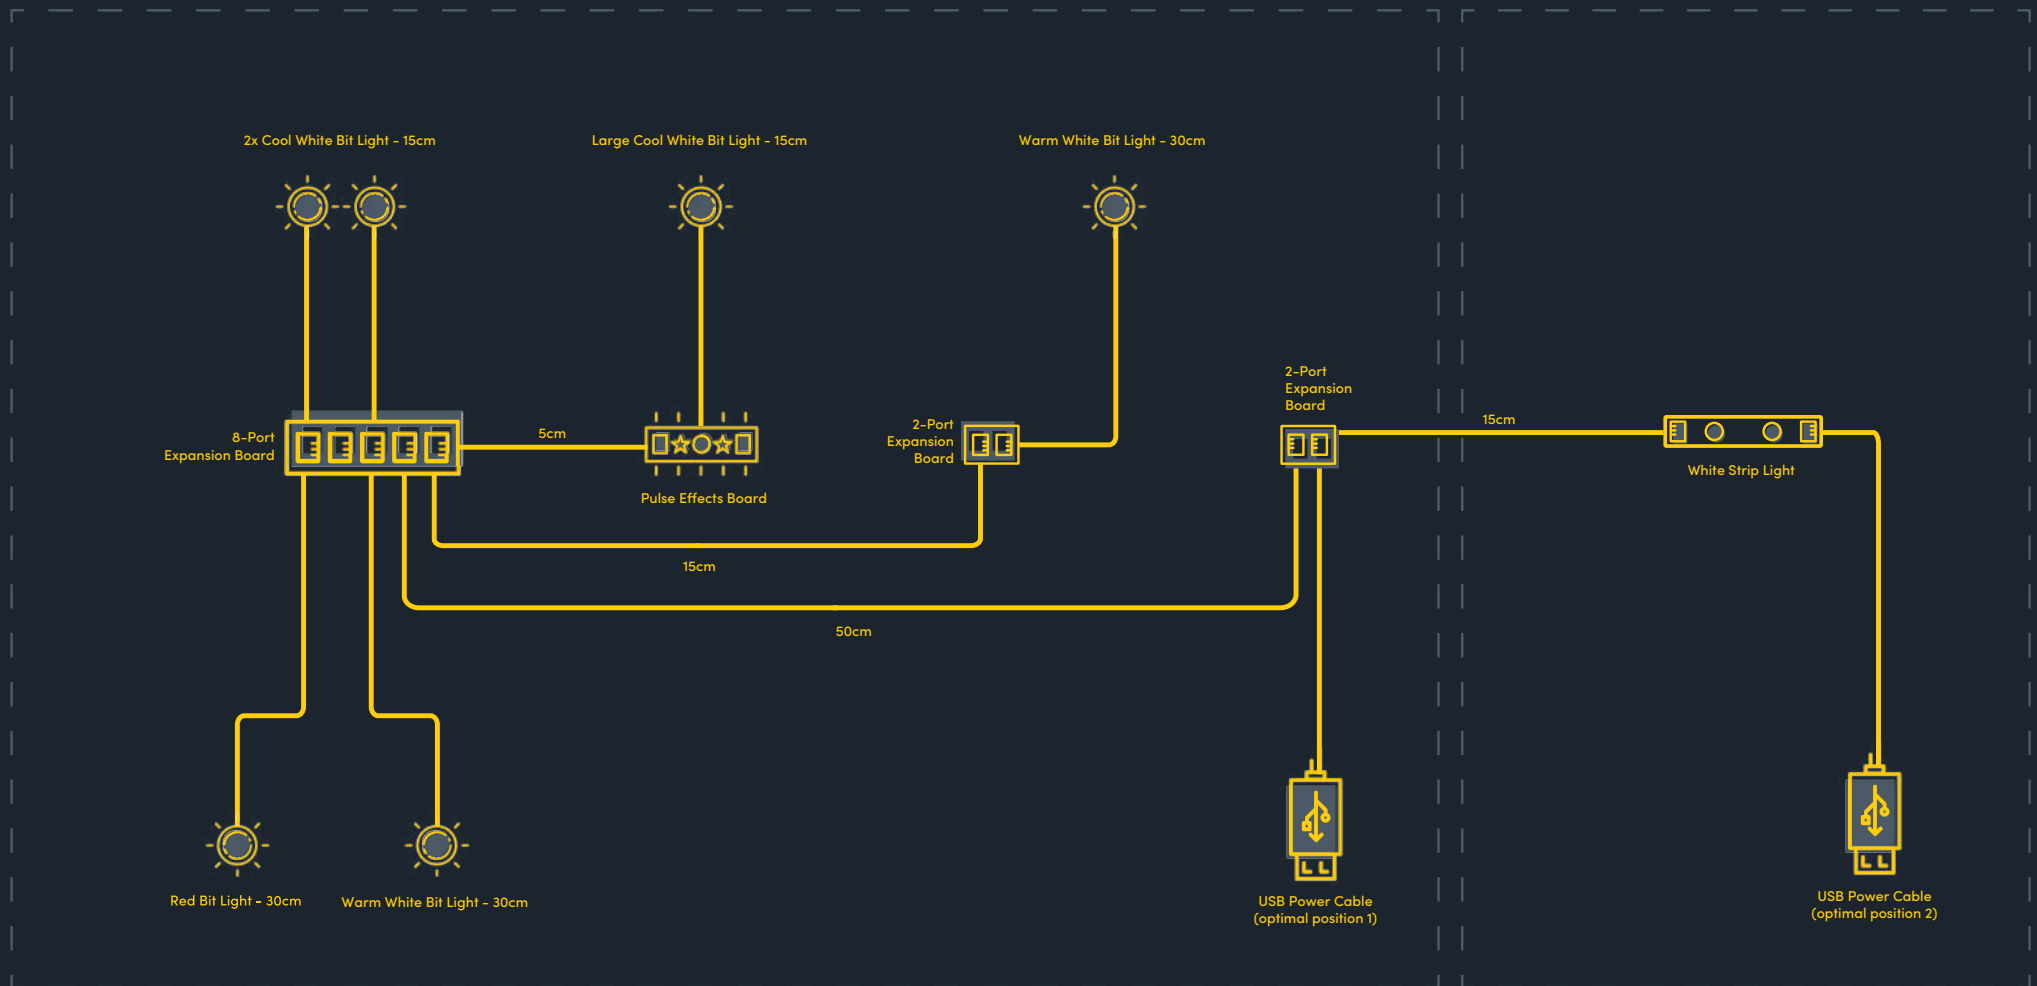 2x Cool White Bit Light - 15cm
Large Cool White Bit Light - 15cm
Warm White Bit Light - 30cm
2-Port
Expansion
Board
15cm
8-Port
Expansion Board
5cm
2-Port
Expansion
Board
White Strip Light
Pulse Effects Board
15cm
50cm
Red Bit Light - 30cm
Warm White Bit Light - 30cm
USB Power Cable
(optimal position 1)
USB Power Cable
(optimal position 2)